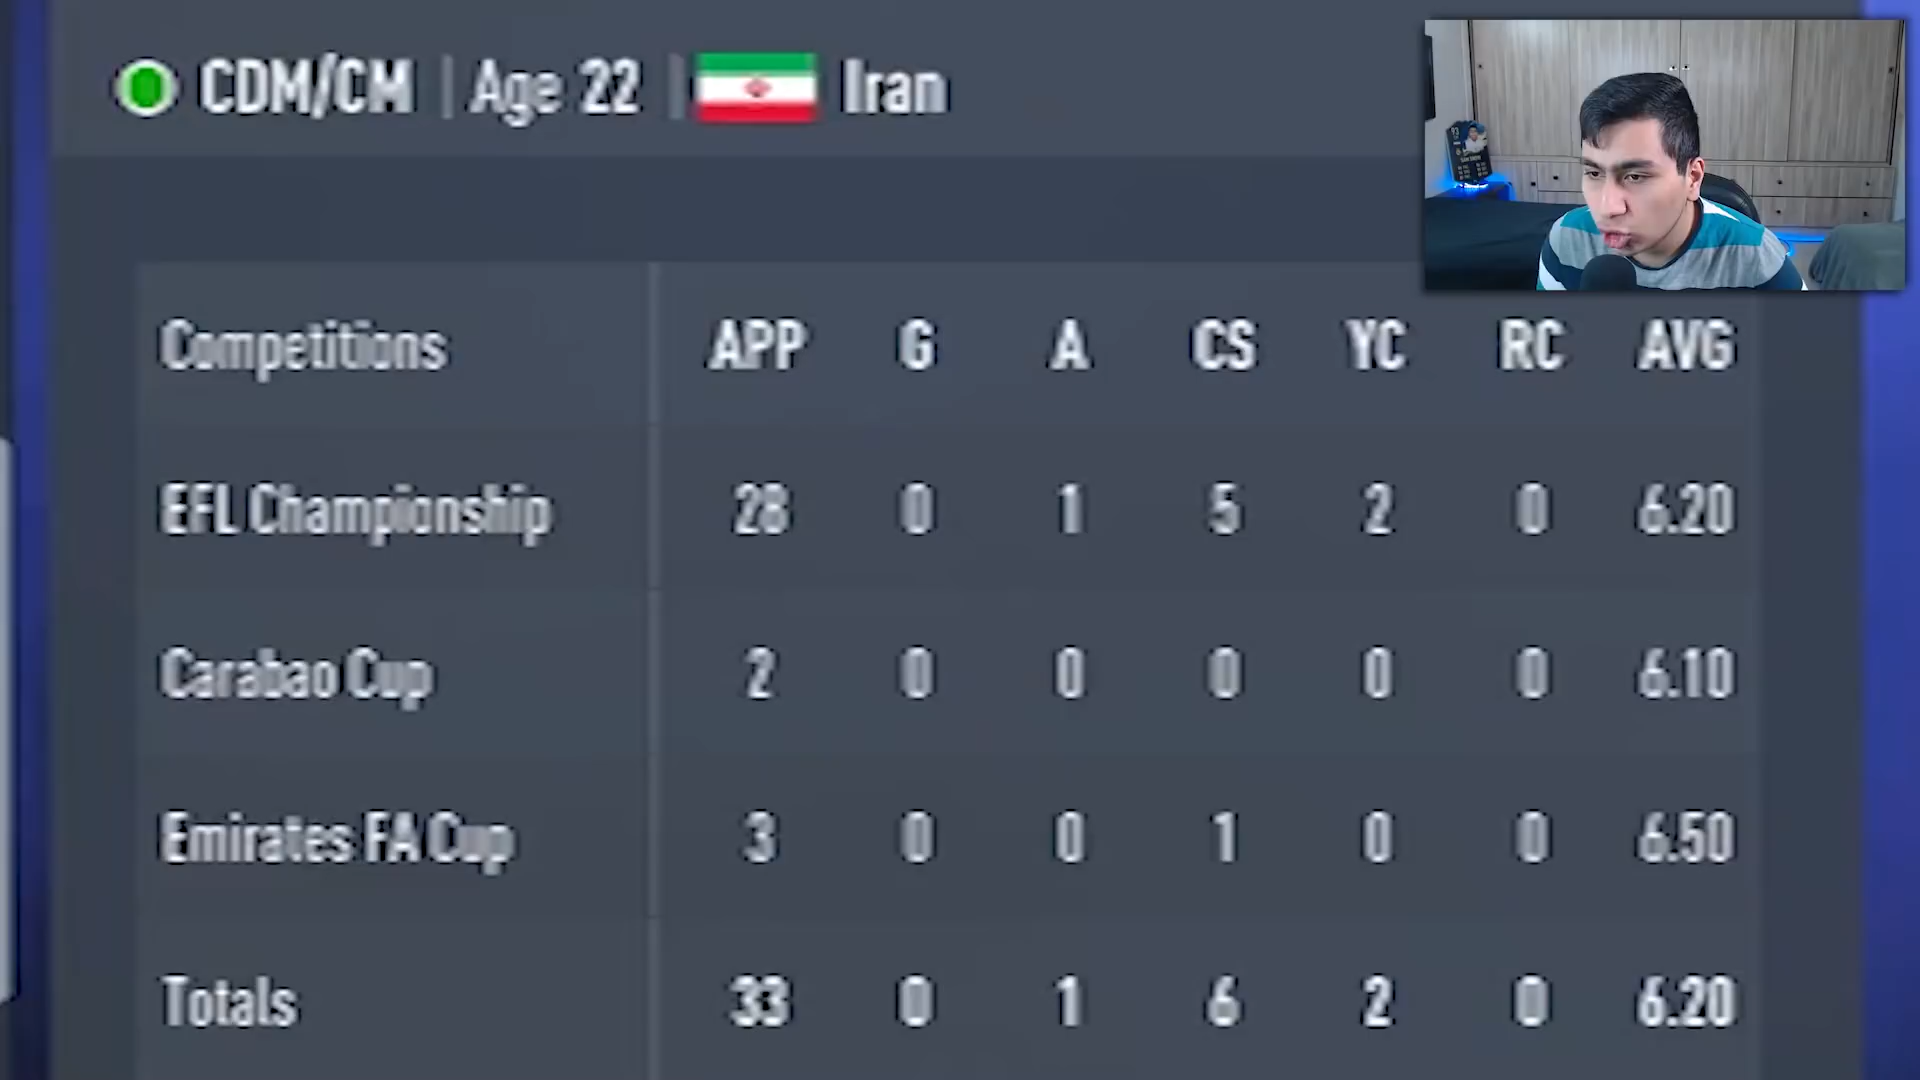 CDM/CM | Age 22 | Iran
Competitions APP G A CS YC RC AVG
EFL Championship 28 0 1 5 2 0 6.20
Carabao Cup 2 0 0 0 0 0 6.10
Emirates FA Cup 3 0 0 1 0 0 6.50
Totals 33 0 1 6 2 0 6.20